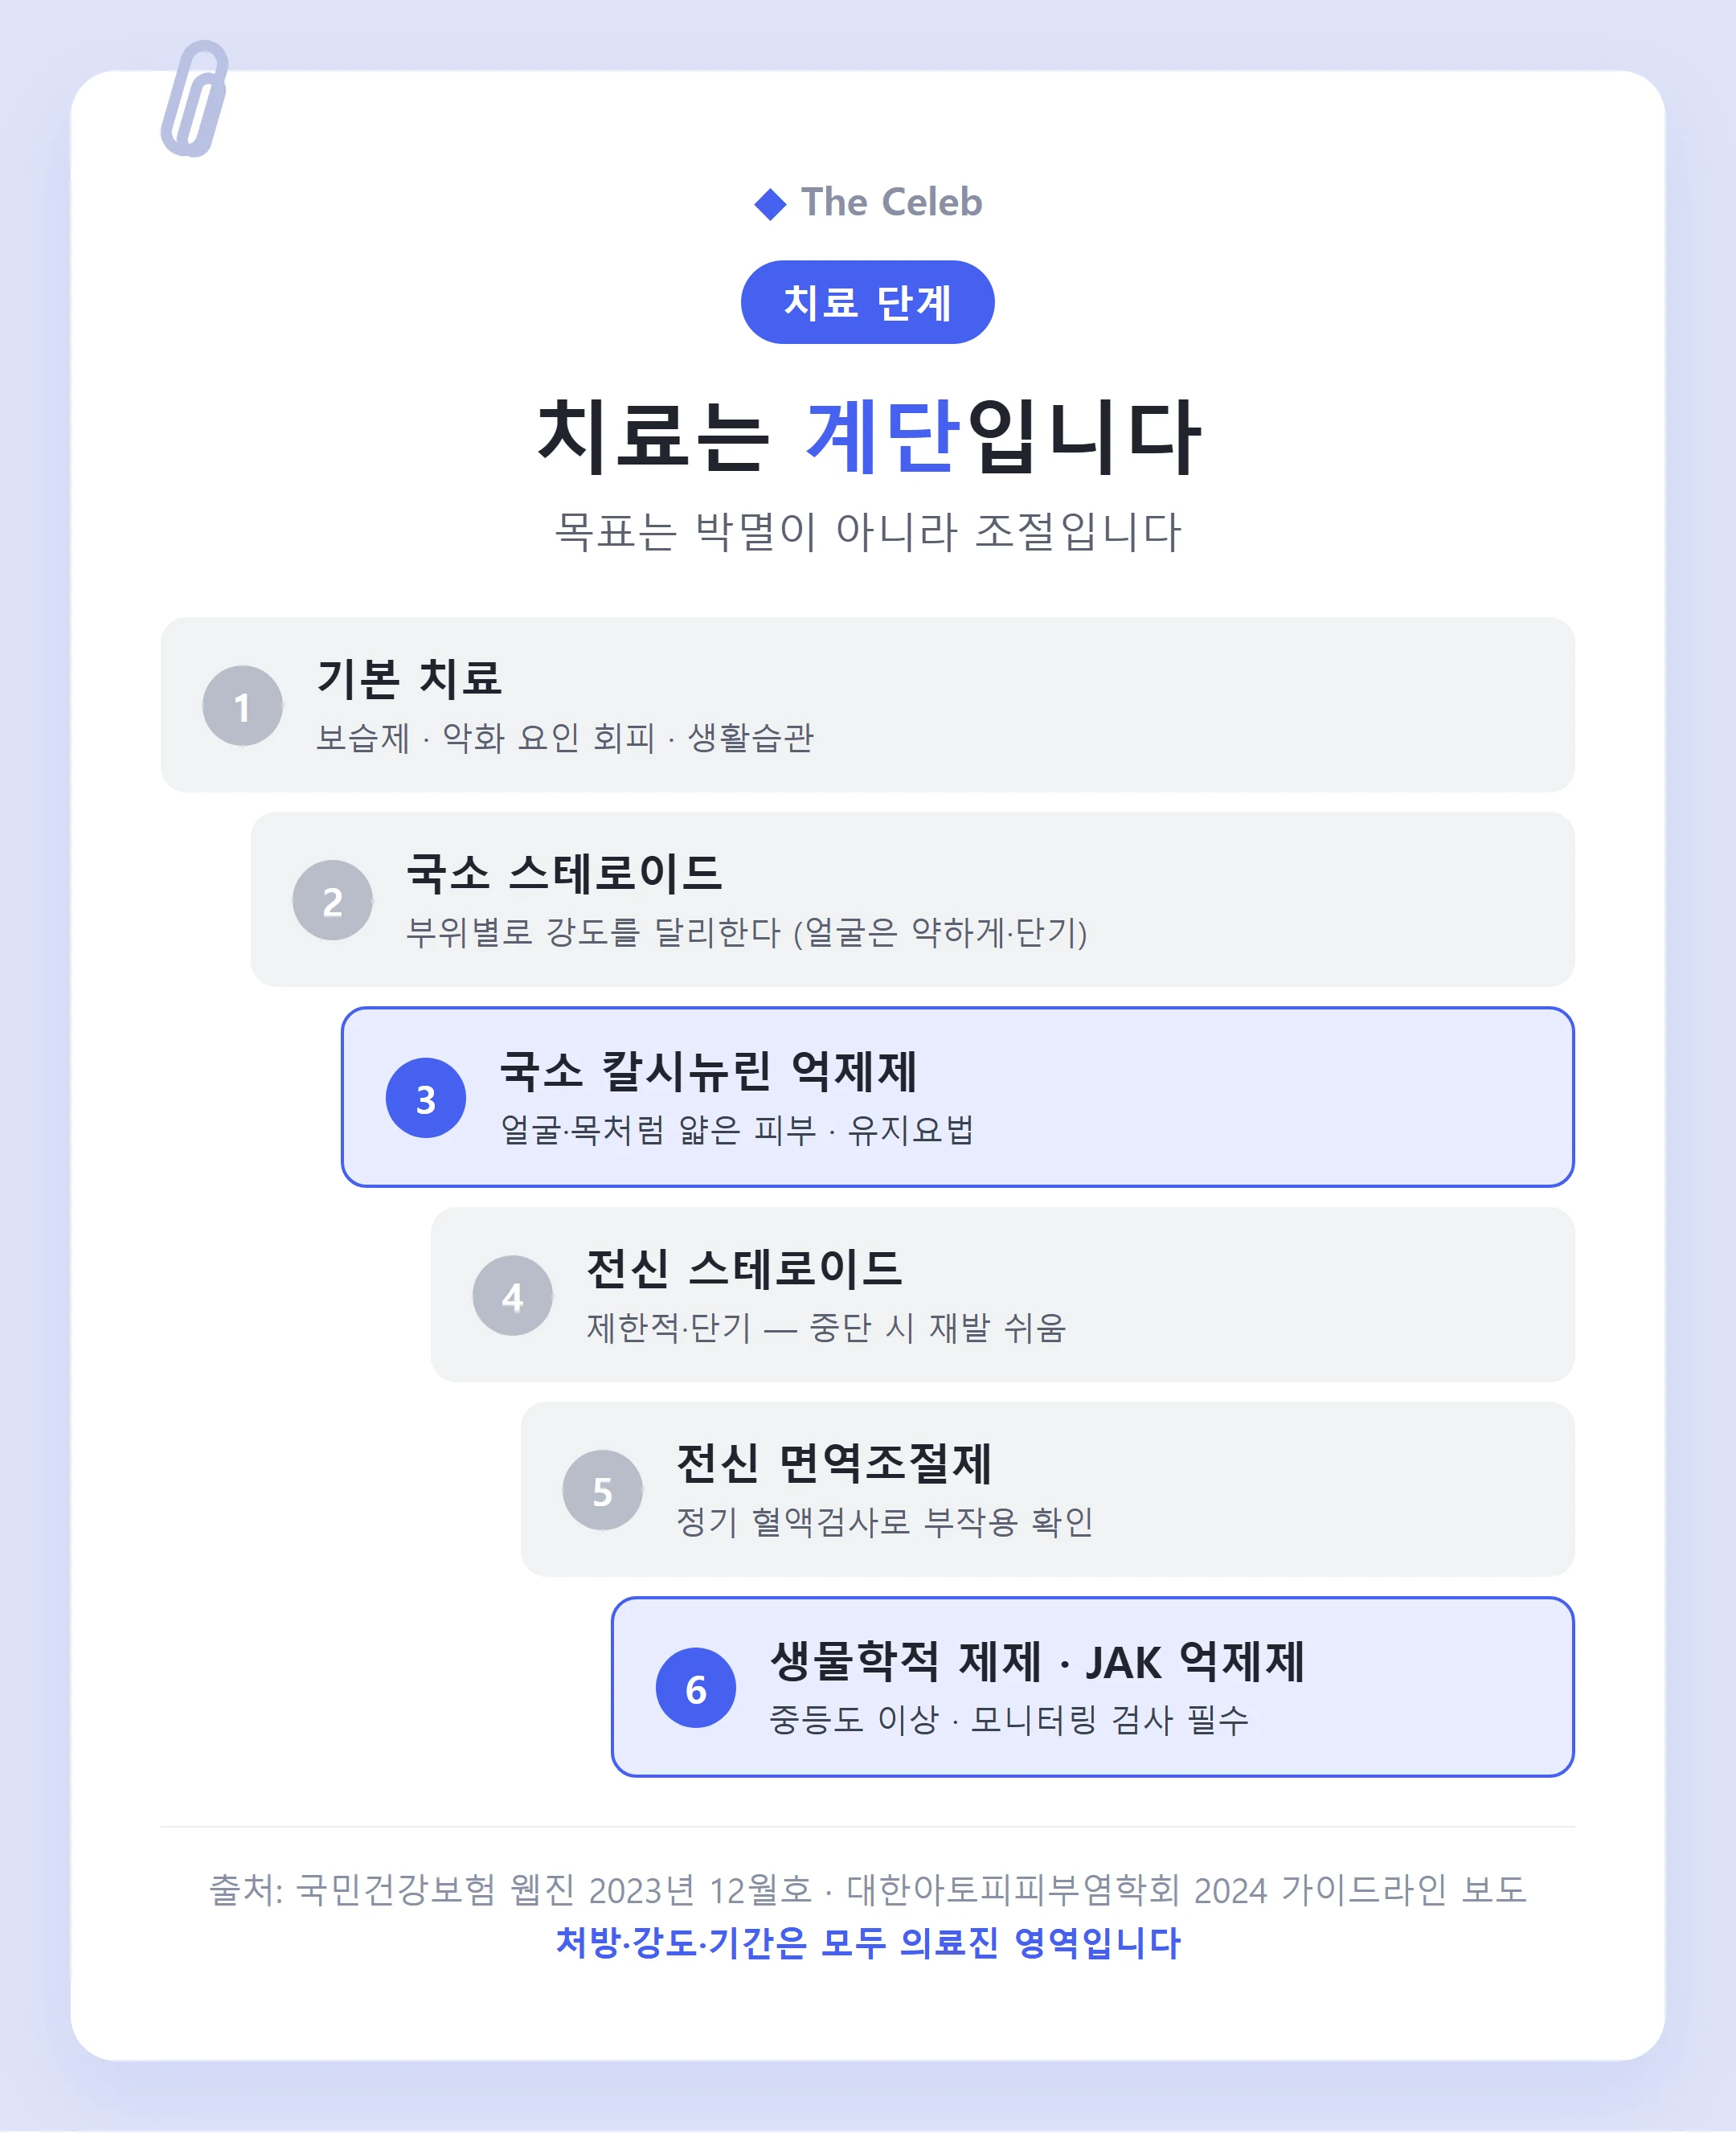 ◆ The Celeb
치료 단계
치료는 계단입니다
목표는 박멸이 아니라 조절입니다
1
기본 치료
보습제 · 악화 요인 회피 · 생활습관
2
국소 스테로이드
부위별로 강도를 달리한다 (얼굴은 약하게·단기)
3
국소 칼시뉴린 억제제
얼굴·목처럼 얇은 피부 · 유지요법
4
전신 스테로이드
제한적·단기 — 중단 시 재발 쉬움
5
전신 면역조절제
정기 혈액검사로 부작용 확인
6
생물학적 제제 · JAK 억제제
중등도 이상 · 모니터링 검사 필수
출처: 국민건강보험 웹진 2023년 12월호 · 대한아토피피부염학회 2024 가이드라인 보도
처방·강도·기간은 모두 의료진 영역입니다